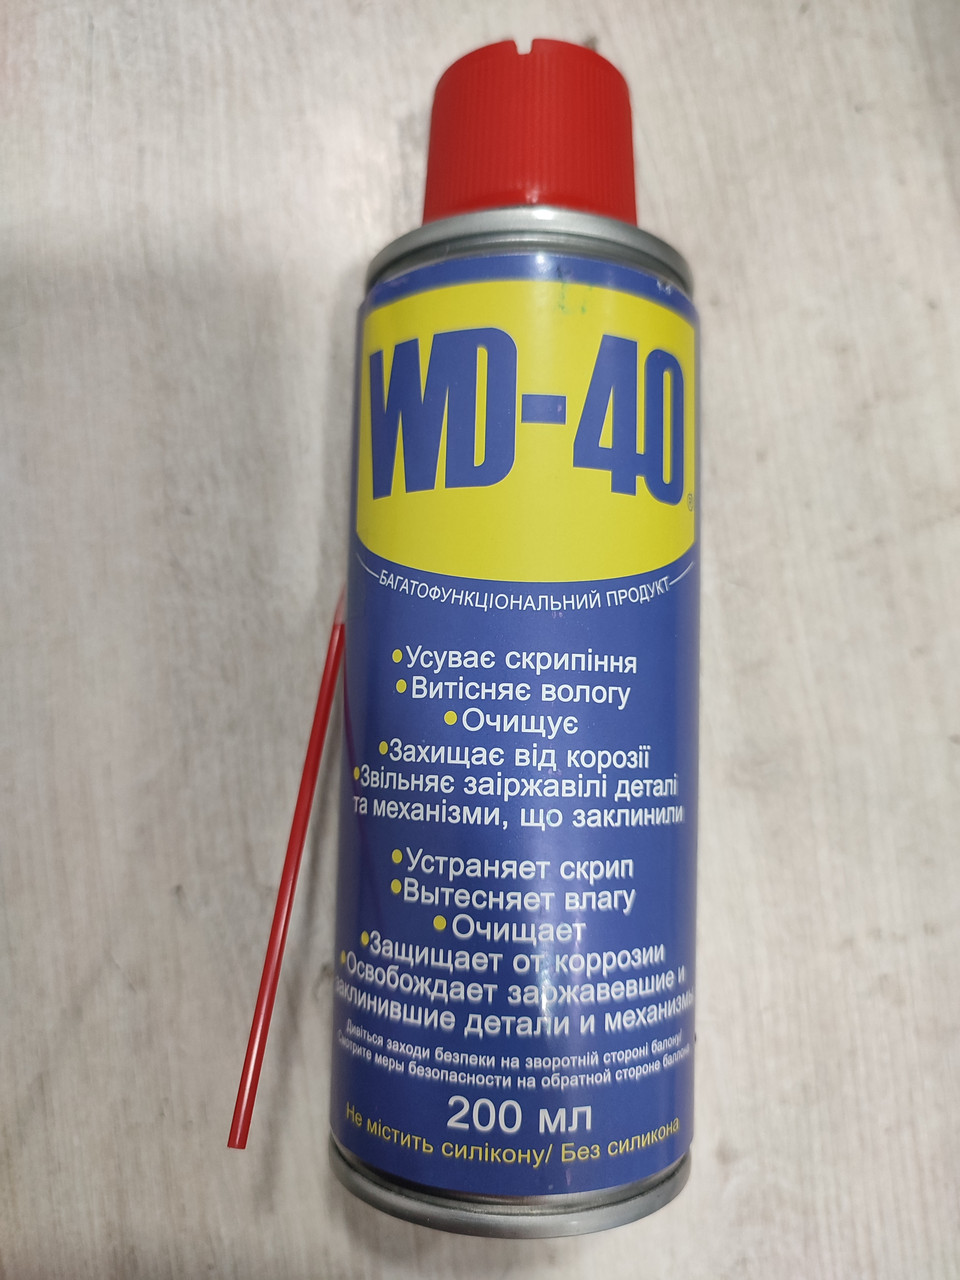 WD-40
®
БАГАТОФУНКЦІОНАЛЬНИЙ ПРОДУКТ
•Усуває скрипіння
•Витісняє вологу
•Очищує
•Захищає від корозії
•Звільняє заіржавілі деталі
та механізми, що заклинили
•Устраняет скрип
•Вытесняет влагу
•Очищает
•Защищает от коррозии
•Освобождает заржавевшие и
заклинившие детали и механизмы
Дивіться заходи безпеки на зворотній стороні балону/
Смотрите меры безопасности на обратной стороне баллона
200 мл
Не містить силікону/ Без силикона